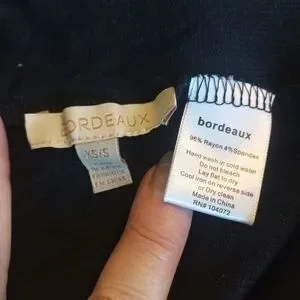 BORDEAUX
XS/S
bordeaux
96% Rayon 4%Spandex
Hand wash in cold water
Do not bleach
Lay flat to dry
Cool iron on reverse side
or Dry clean
Made in China
RN# 104072